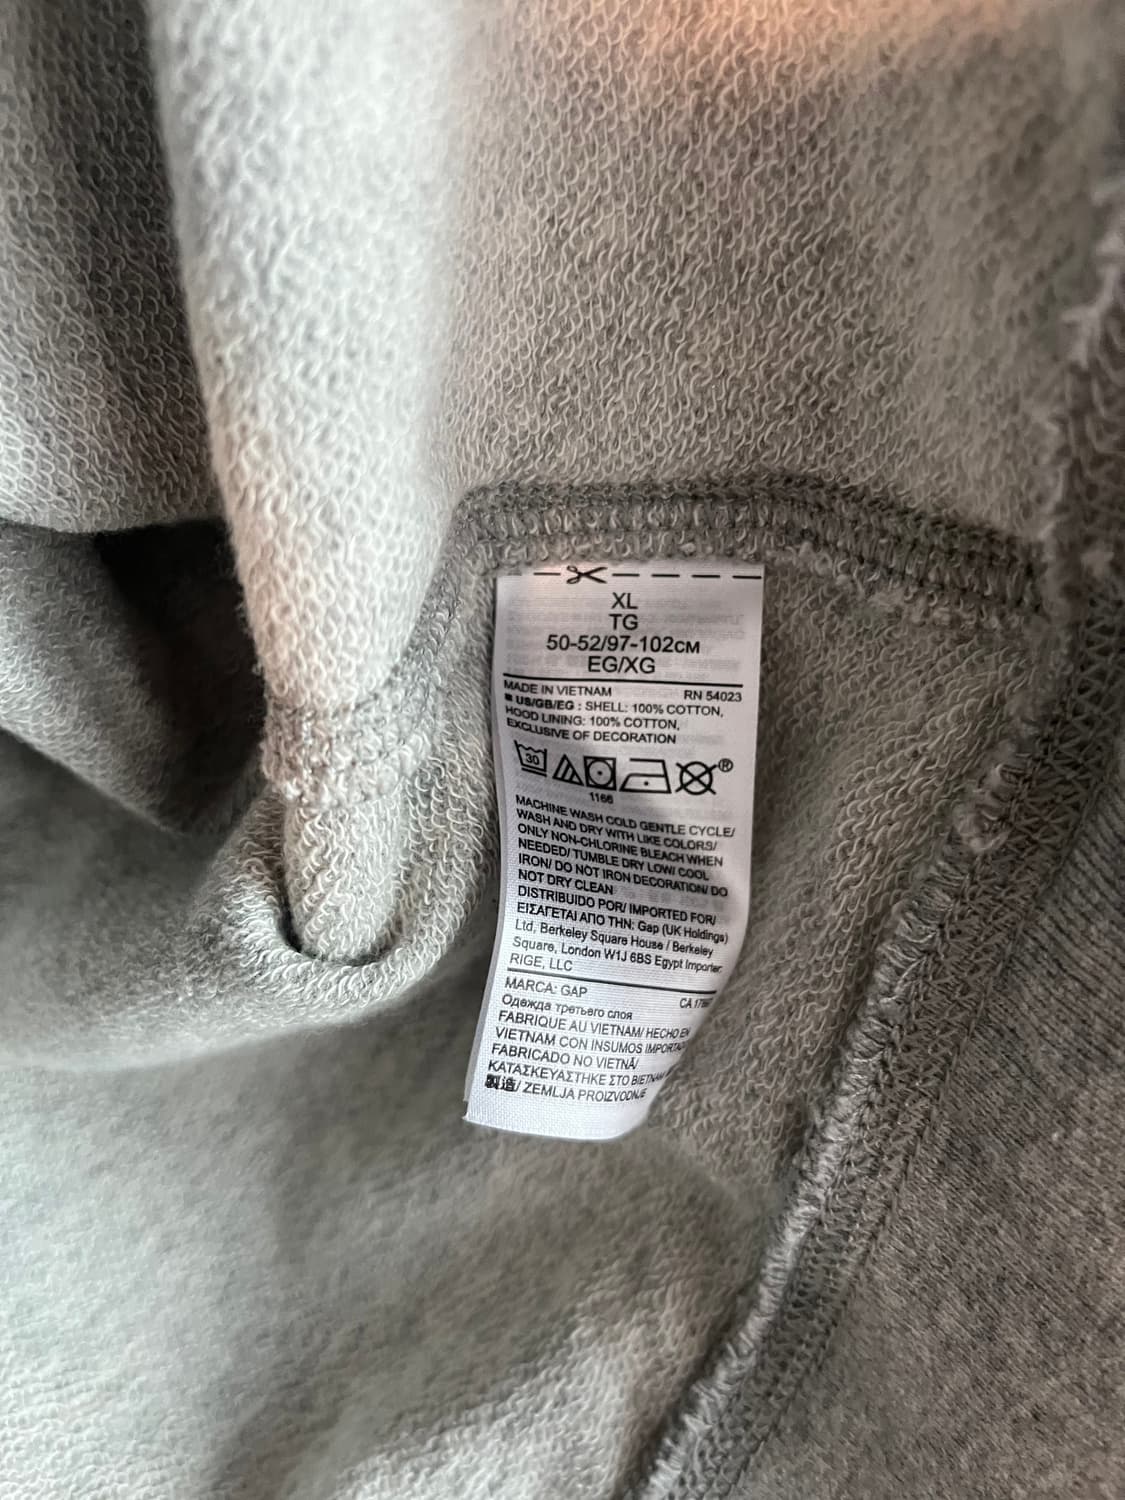 XL
TG
50-52/97-102см
EG/XG
MADE IN VIETNAM RN 54023
■ US/GB/EG : SHELL: 100% COTTON,
HOOD LINING: 100% COTTON,
EXCLUSIVE OF DECORATION
30 ®
1166
MACHINE WASH COLD GENTLE CYCLE/
WASH AND DRY WITH LIKE COLORS/
ONLY NON-CHLORINE BLEACH WHEN
NEEDED/ TUMBLE DRY LOW/ COOL
IRON/ DO NOT IRON DECORATION/ DO
NOT DRY CLEAN
DISTRIBUIDO POR/ IMPORTED FOR/
ΕΙΣΑΓΕΤΑΙ ΑΠΟ ΤΗΝ: Gap (UK Holdings)
Ltd, Berkeley Square House / Berkeley
Square, London W1J 6BS Egypt Importer:
RIGE, LLC
MARCA: GAP CA
Одежда третьего слоя
FABRIQUE AU VIETNAM/ HECHO EN
VIETNAM CON INSUMOS
FABRICADO NO VIETNÃ/
ΚΑΤΑΣΚΕΥΑΣΤΗΚΕ ΣΤΟ ΒΙΕΤΝΑΜ
製造/ ZEMLJA PROIZVODNJE